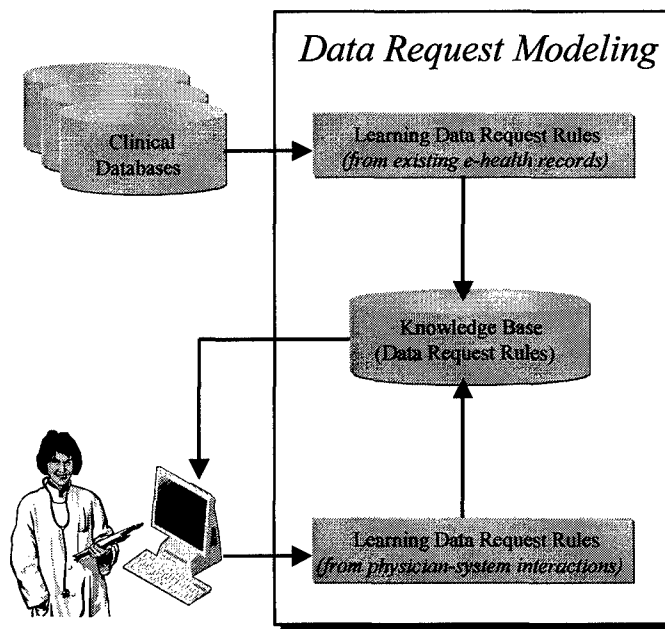 Data Request Modeling
Clinical
Databases
Learning Data Request Rules
(from existing e-health records)
Knowledge Base
(Data Request Rules)
Learning Data Request Rules
(from physician-system interactions)